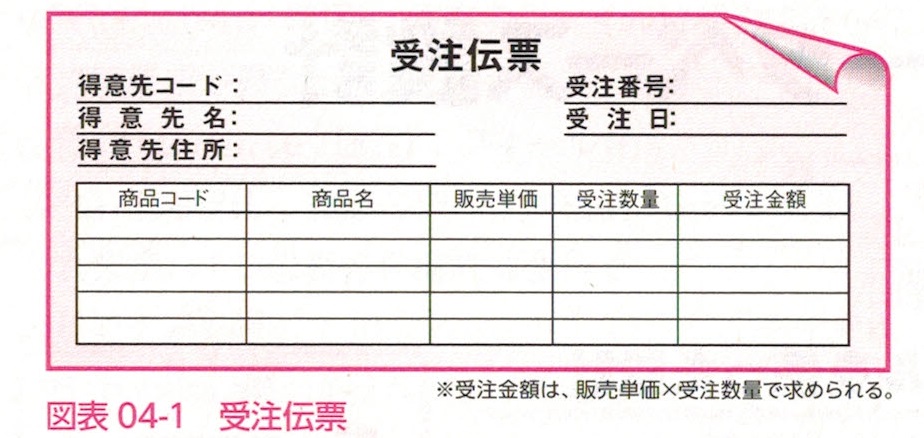 受注伝票
得意先コード：
受注番号：
得意先名：
受注日：
得意先住所：
商品コード 商品名 販売単価 受注数量 受注金額
※受注金額は、販売単価×受注数量で求められる。
図表 04-1 受注伝票